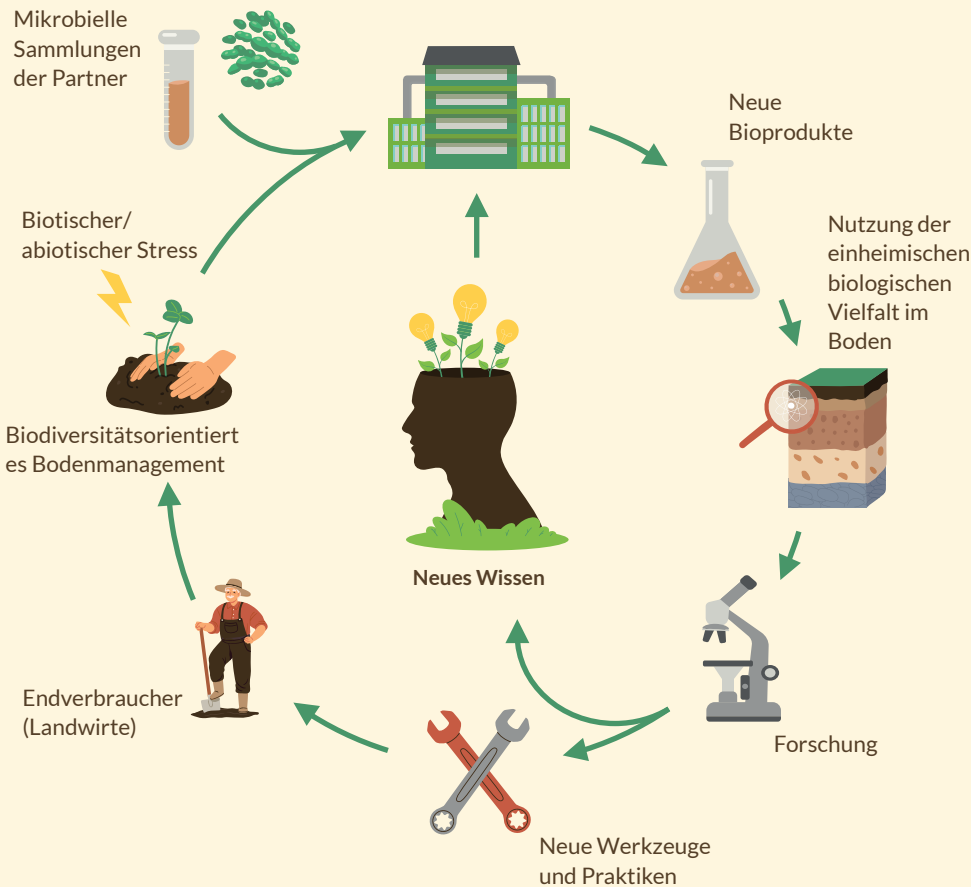 Mikrobielle
Sammlungen
der Partner
Neue
Bioprodukte
Biotischer/
abiotischer Stress
Nutzung der
einheimischen
biologischen
Vielfalt im
Boden
Biodiversitätsorientiert
es Bodenmanagement
Neues Wissen
Endverbraucher
(Landwirte)
Forschung
Neue Werkzeuge
und Praktiken